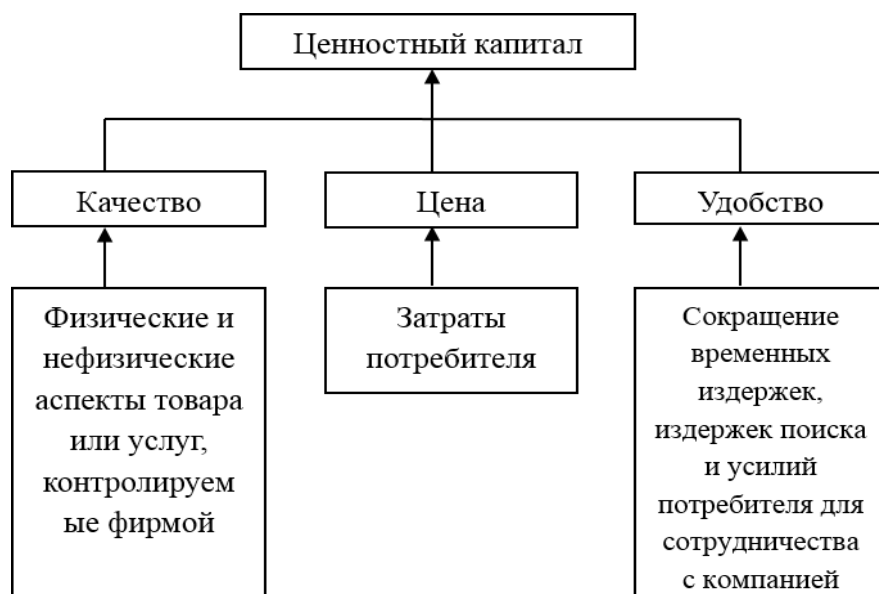 Ценностный капитал
Качество
Цена
Удобство
Физические и
нефизические
аспекты товара
или услуг,
контролируем
ые фирмой
Затраты
потребителя
Сокращение
временных
издержек,
издержек поиска
и усилий
потребителя для
сотрудничества
с компанией